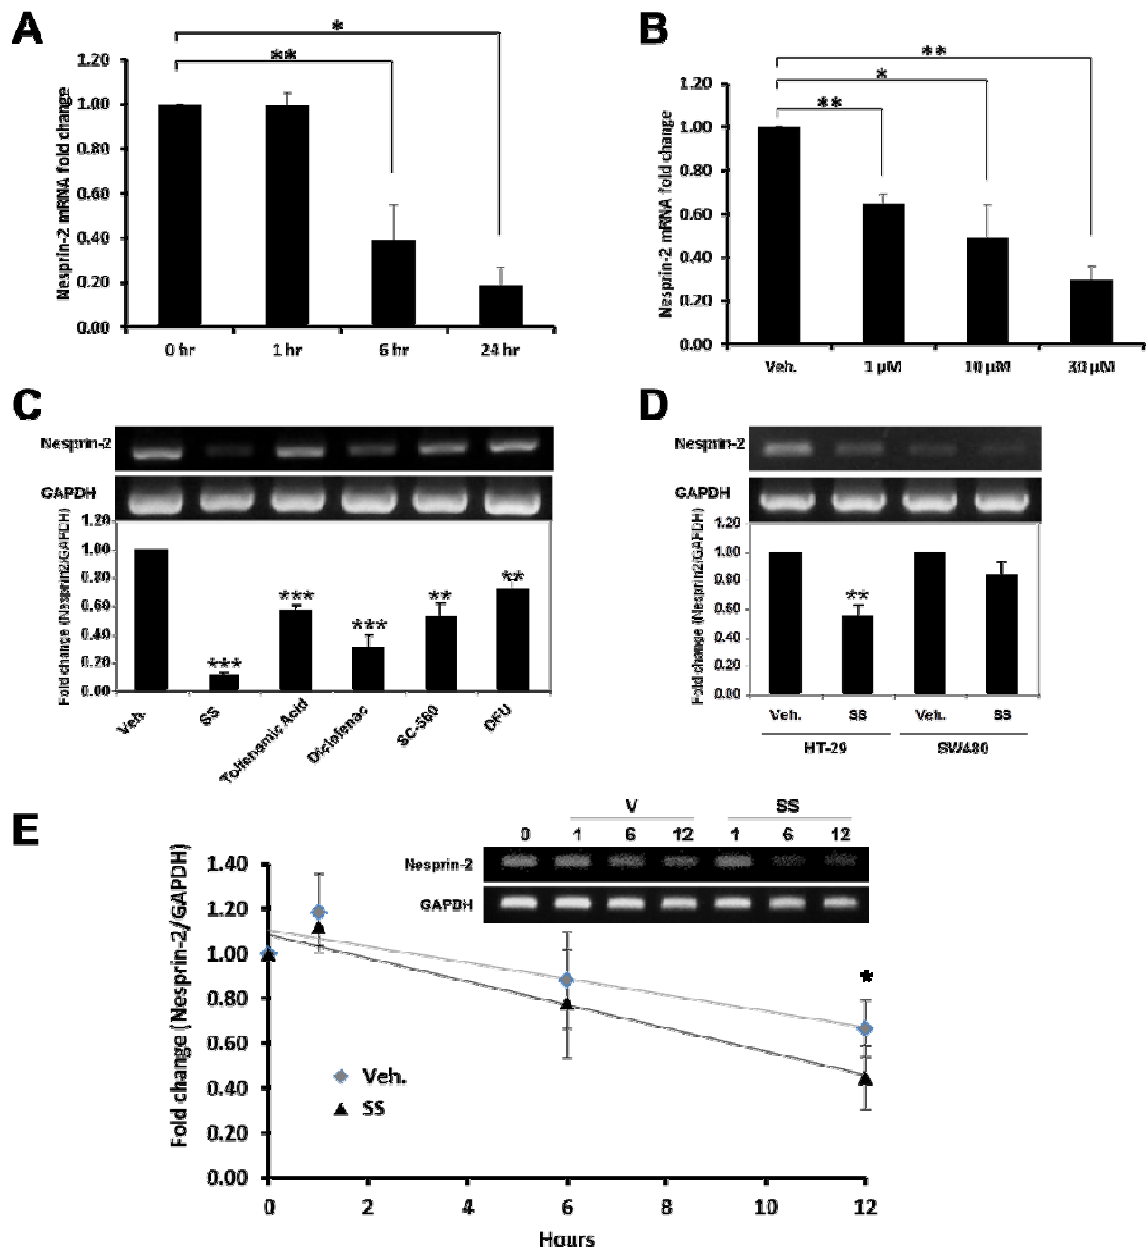 A
*
**
1.20
1.00
0.80
0.60
0.40
0.20
0.00
Nesprin-2 mRNA fold change
0 hr 1 hr 6 hr 24 hr
B
**
*
**
1.20
1.00
0.80
0.60
0.40
0.20
0.00
Nesprin-2 mRNA fold change
Veh. 1 µM 10 µM 30 µM
C
Nesprin-2
GAPDH
1.20
1.00
0.80
0.60
0.40
0.20
0.00
Fold change (Nesprin2/GAPDH)
*** *** *** ** **
Veh. SS Tolfenamic Acid Diclofenac SC-560 DFU
D
Nesprin-2
GAPDH
1.20
1.00
0.80
0.60
0.40
0.20
0.00
Fold change (Nesprin2/GAPDH)
**
Veh. SS Veh. SS
HT-29 SW480
E
V SS
0 1 6 12 1 6 12
Nesprin-2
GAPDH
1.40
1.20
1.00
0.80
0.60
0.40
0.20
0.00
Fold change (Nesprin-2/GAPDH)
*
Veh.
SS
0 2 4 6 8 10 12
Hours